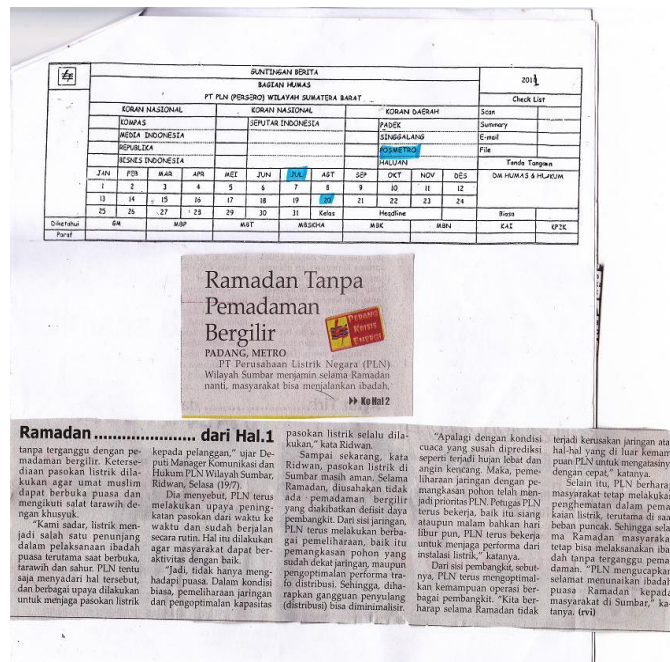 GUNTINGAN BERITA
BAGIAN HUMAS
PT PLN (PERSERO) WILAYAH SUMATERA BARAT
2011
Check List
KORAN NASIONAL KORAN NASIONAL KORAN DAERAH Scan
KOMPAS SEPUTAR INDONESIA PADEK Summary
MEDIA INDONESIA SINGGALANG E-mail
REPUBLIKA POSMETRO File
BISNIS INDONESIA HALUAN Tanda Tangan
JAN FEB MAR APR MEI JUN JUL AGT SEP OKT NOV DES DM HUMAS & HUKUM
1 2 3 4 5 6 7 8 9 10 11 12
13 14 15 16 17 18 19 20 21 22 23 24
25 26 27 28 29 30 31 Kelas Headline Biasa
Diketahui GM MBP MBT MBSKHA MBK MBN KAI KP2K
Paraf
Ramadan Tanpa
Pemadaman
Bergilir
PERANG
KRISIS
ENERGI
PADANG, METRO
PT Perusahaan Listrik Negara (PLN)
Wilayah Sumbar menjamin selama Ramadan
nanti, masyarakat bisa menjalankan ibadah,
Ke Hal 2
Ramadan ........................ dari Hal.1
tanpa terganggu dengan pe-
madaman bergilir. Keterse-
diaan pasokan listrik dila-
kukan agar umat muslim
dapat berbuka puasa dan
mengikuti salat tarawih de-
ngan khusyuk.
"Kami sadar, listrik men-
jadi salah satu penunjang
dalam pelaksanaan ibadah
puasa terutama saat berbuka,
tarawih dan sahur. PLN tentu
saja menyadari hal tersebut,
dan berbagai upaya dilakukan
untuk menjaga pasokan listrik
kepada pelanggan," ujar De-
puti Manager Komunikasi dan
Hukum PLN Wilayah Sumbar,
Ridwan, Selasa (19/7).
Dia menyebut, PLN terus
melakukan upaya pening-
katan pasokan dari waktu ke
waktu dan sudah berjalan
secara rutin. Hal itu dilakukan
agar masyarakat dapat ber-
aktivitas dengan baik.
"Jadi, tidak hanya meng-
hadapi puasa. Dalam kondisi
biasa, pemeliharaan jaringan
dan pengoptimalan kapasitas
pasokan listrik selalu dila-
kukan," kata Ridwan.
Sampai sekarang, kata
Ridwan, pasokan listrik di
Sumbar masih aman. Selama
Ramadan, diusahakan tidak
ada pemadaman bergilir
yang diakibatkan defisit daya
pembangkit. Dari sisi jaringan,
PLN terus melakukan berba-
gai pemeliharaan, baik itu
pemangkasan pohon yang
sudah dekat jaringan, maupun
pengoptimalan performa tra-
fo distribusi. Sehingga, diha-
rapkan gangguan penyulang
(distribusi) bisa diminimalisir.
"Apalagi dengan kondisi
cuaca yang susah diprediksi
seperti terjadi hujan lebat dan
angin kencang. Maka, peme-
liharaan jaringan dengan pe-
mangkasan pohon telah men-
jadi prioritas PLN. Petugas PLN
terus bekerja, baik itu siang
ataupun malam bahkan hari
libur pun, PLN terus bekerja
untuk menjaga performa dari
instalasi listrik," katanya.
Dari sisi pembangkit, sebut-
nya, PLN terus mengoptimal-
kan kemampuan operasi ber-
bagai pembangkit. "Kita ber-
harap selama Ramadan tidak
terjadi kerusakan jaringan ata
hal-hal yang di luar kemam
puan PLN untuk mengatasiny
dengan cepat," katanya.
Selain itu, PLN berhara
masyarakat tetap melakukan
penghematan dalam pema
kaian listrik, terutama di saa
beban puncak. Sehingga sela
ma Ramadan masyaraka
tetap bisa melaksanakan iba
dah tanpa terganggu pema
daman. "PLN mengucapkan
selamat menunaikan ibadah
puasa Ramadan kepada
masyarakat di Sumbar," ka
tanya. (rvi)